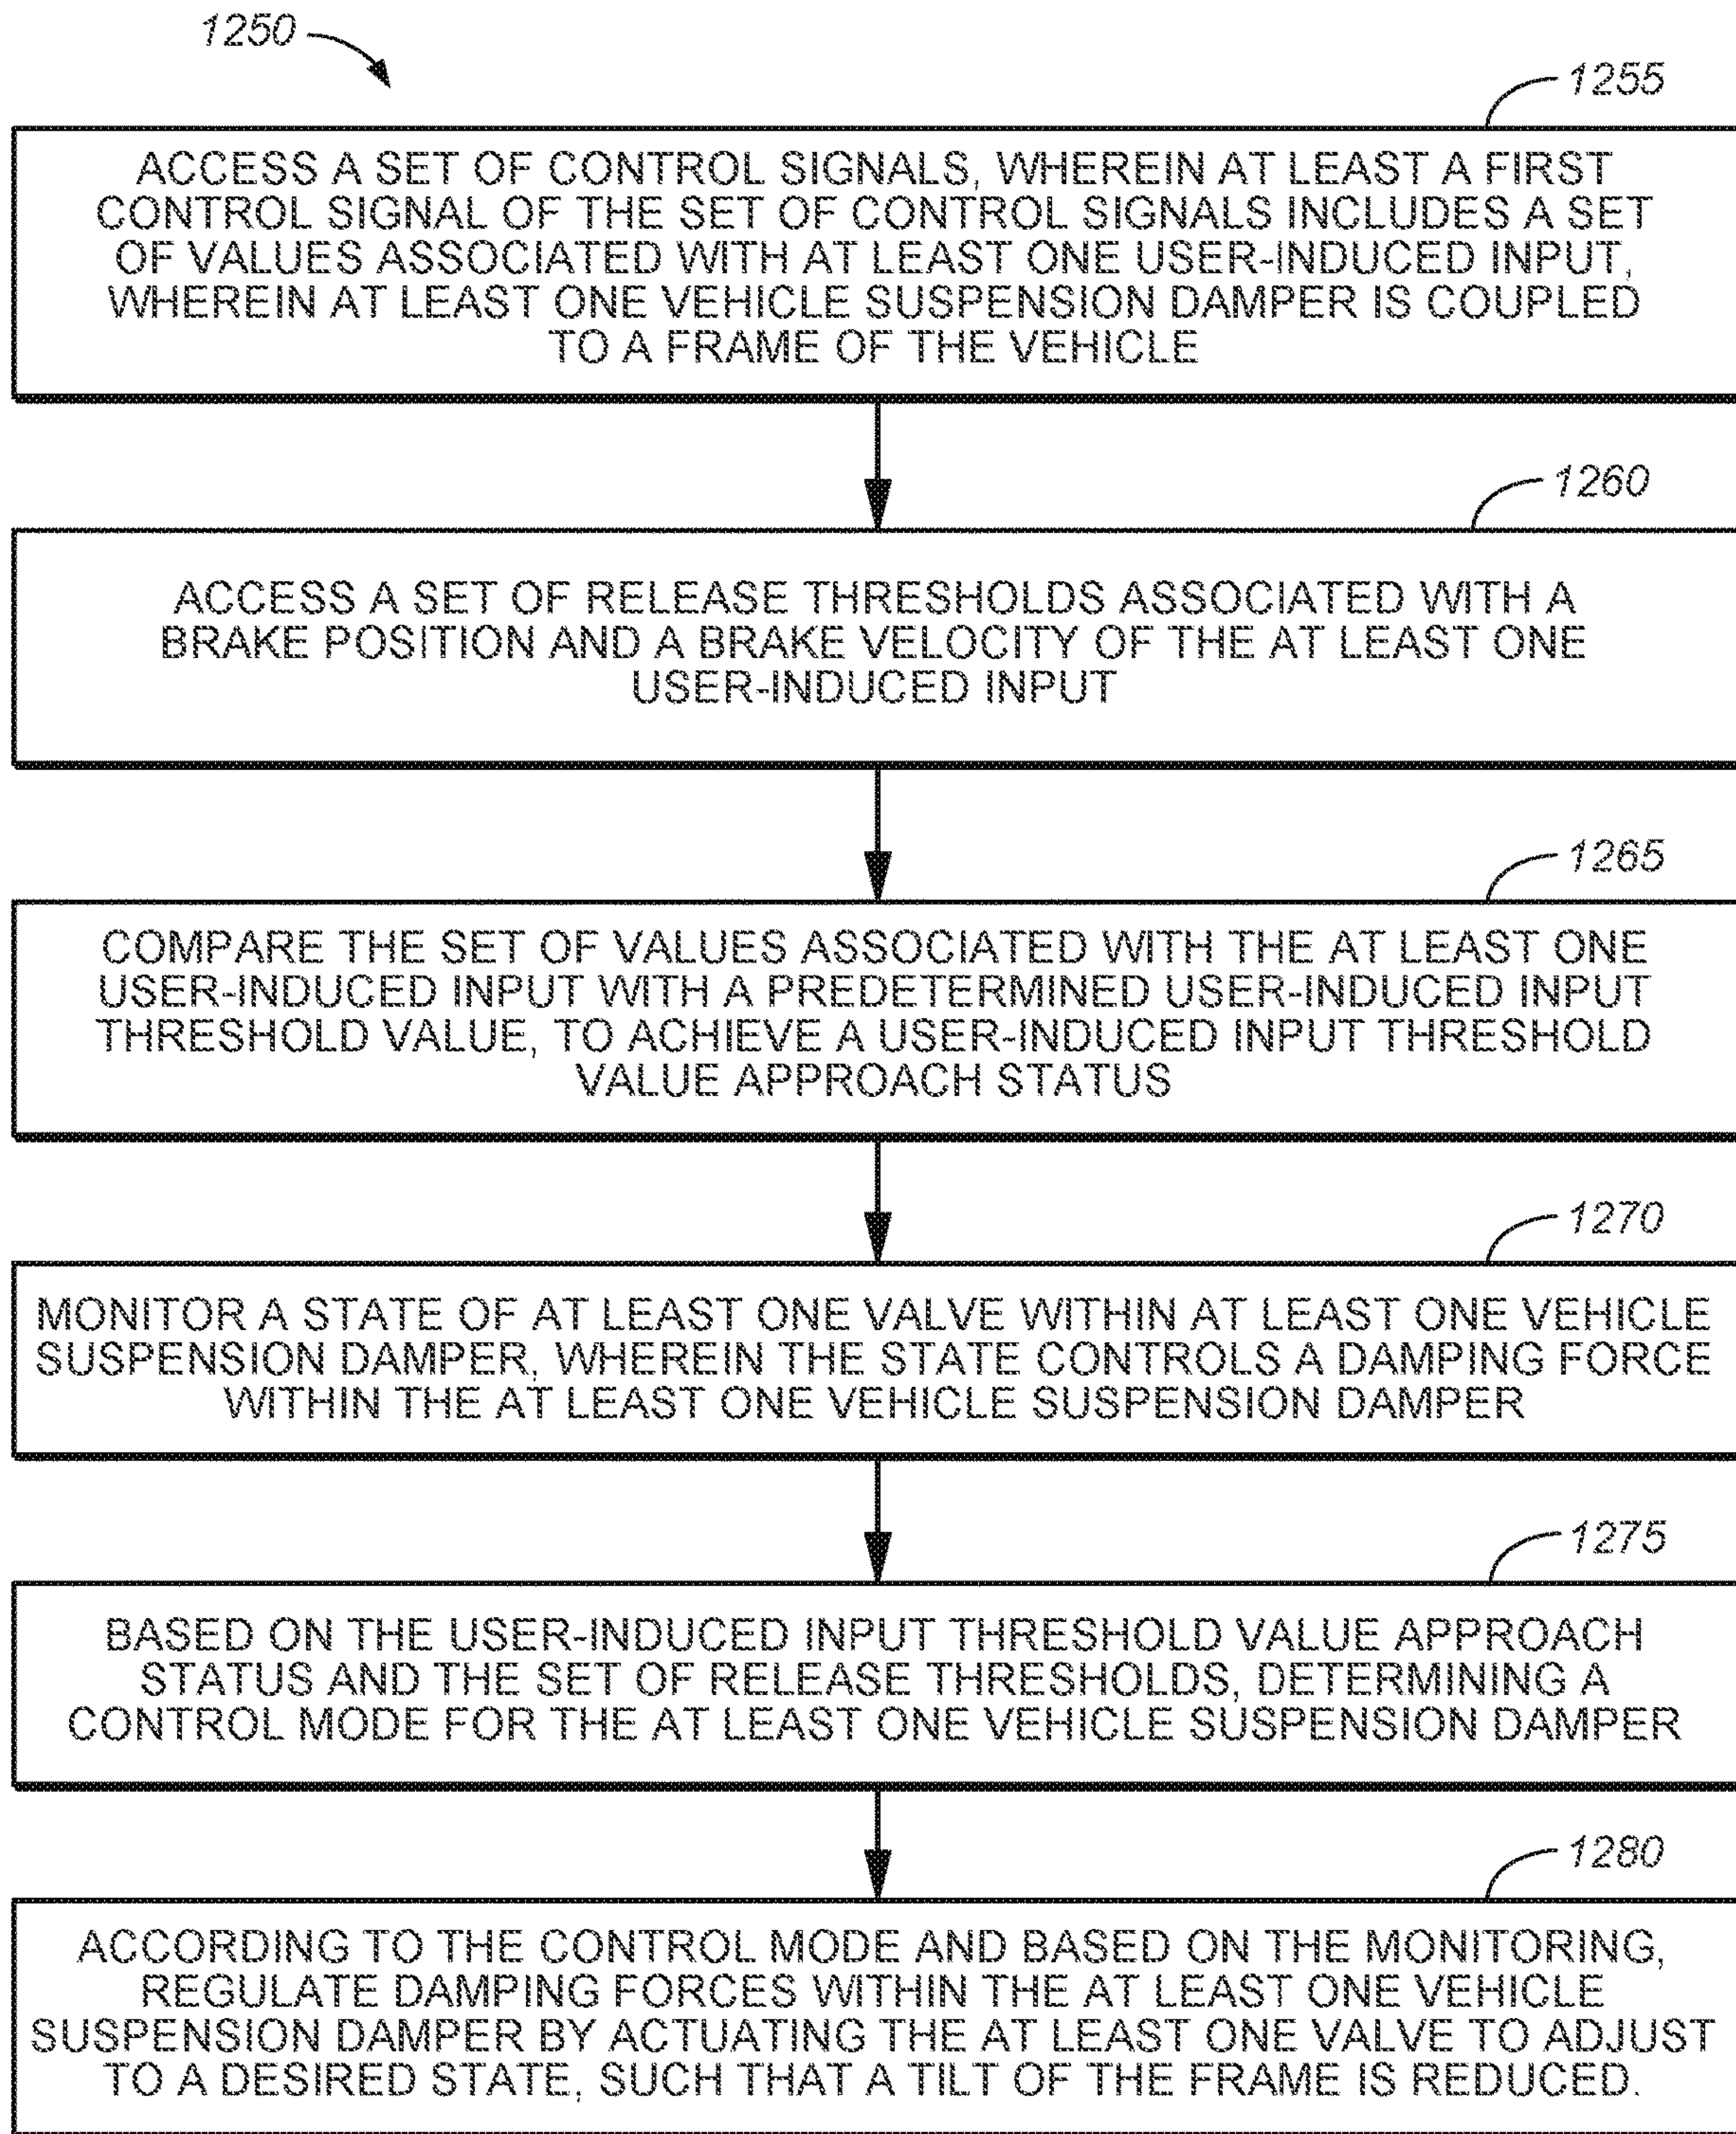 1250
1255
ACCESS A SET OF CONTROL SIGNALS, WHEREIN AT LEAST A FIRST
CONTROL SIGNAL OF THE SET OF CONTROL SIGNALS INCLUDES A SET
OF VALUES ASSOCIATED WITH AT LEAST ONE USER-INDUCED INPUT,
WHEREIN AT LEAST ONE VEHICLE SUSPENSION DAMPER IS COUPLED
TO A FRAME OF THE VEHICLE
1260
ACCESS A SET OF RELEASE THRESHOLDS ASSOCIATED WITH A
BRAKE POSITION AND A BRAKE VELOCITY OF THE AT LEAST ONE
USER-INDUCED INPUT
1265
COMPARE THE SET OF VALUES ASSOCIATED WITH THE AT LEAST ONE
USER-INDUCED INPUT WITH A PREDETERMINED USER-INDUCED INPUT
THRESHOLD VALUE, TO ACHIEVE A USER-INDUCED INPUT THRESHOLD
VALUE APPROACH STATUS
1270
MONITOR A STATE OF AT LEAST ONE VALVE WITHIN AT LEAST ONE VEHICLE
SUSPENSION DAMPER, WHEREIN THE STATE CONTROLS A DAMPING FORCE
WITHIN THE AT LEAST ONE VEHICLE SUSPENSION DAMPER
1275
BASED ON THE USER-INDUCED INPUT THRESHOLD VALUE APPROACH
STATUS AND THE SET OF RELEASE THRESHOLDS, DETERMINING A
CONTROL MODE FOR THE AT LEAST ONE VEHICLE SUSPENSION DAMPER
1280
ACCORDING TO THE CONTROL MODE AND BASED ON THE MONITORING,
REGULATE DAMPING FORCES WITHIN THE AT LEAST ONE VEHICLE
SUSPENSION DAMPER BY ACTUATING THE AT LEAST ONE VALVE TO ADJUST
TO A DESIRED STATE, SUCH THAT A TILT OF THE FRAME IS REDUCED.